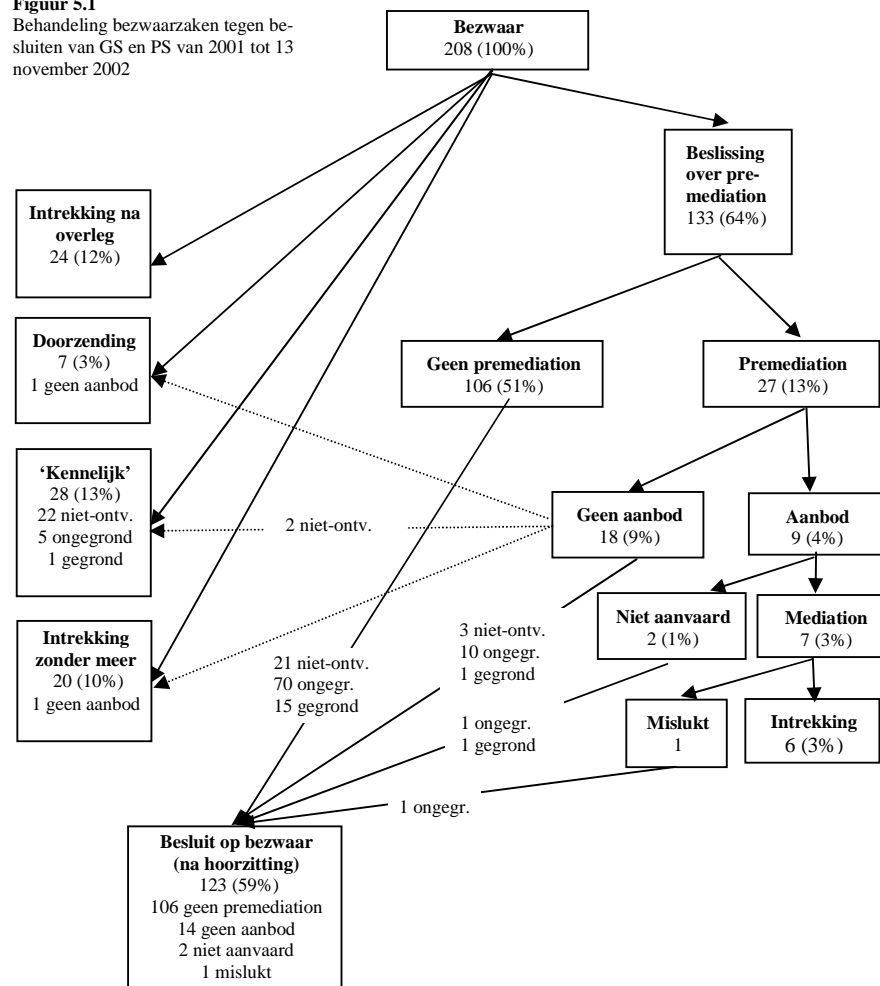 Figuur 5.1
Behandeling bezwaarzaken tegen be-
sluiten van GS en PS van 2001 tot 13
november 2002
Bezwaar
208 (100%)
Beslissing
over pre-
mediation
133 (64%)
Intrekking na
overleg
24 (12%)
Doorzending
7 (3%)
1 geen aanbod
Geen premediation
106 (51%)
Premediation
27 (13%)
‘Kennelijk’
28 (13%)
22 niet-ontv.
5 ongegrond
1 gegrond
2 niet-ontv.
Geen aanbod
18 (9%)
Aanbod
9 (4%)
Niet aanvaard
2 (1%)
Mediation
7 (3%)
Intrekking
zonder meer
20 (10%)
1 geen aanbod
21 niet-ontv.
70 ongegr.
15 gegrond
3 niet-ontv.
10 ongegr.
1 gegrond
1 ongegr.
1 gegrond
Mislukt
1
Intrekking
6 (3%)
1 ongegr.
Besluit op bezwaar
(na hoorzitting)
123 (59%)
106 geen premediation
14 geen aanbod
2 niet aanvaard
1 mislukt